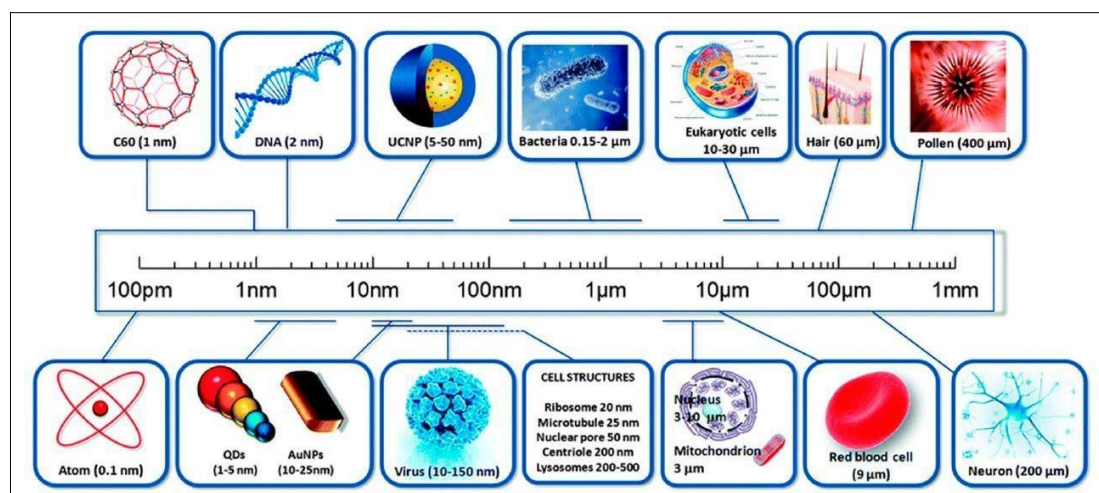 C60 (1 nm)
DNA (2 nm)
UCNP (5-50 nm)
Bacteria 0.15-2 µm
Eukaryotic cells
10-30 µm
Hair (60 µm)
Pollen (400 µm)
100pm
1nm
10nm
100nm
1µm
10µm
100µm
1mm
Atom (0.1 nm)
QDs
(1-5 nm)
AuNPs
(10-25nm)
Virus (10-150 nm)
CELL STRUCTURES
Ribosome 20 nm
Microtubule 25 nm
Nuclear pore 50 nm
Centriole 200 nm
Lysosomes 200-500
Nucleus
3-10 µm
Mitochondrion
3 µm
Red blood cell
(9 µm)
Neuron (200 µm)